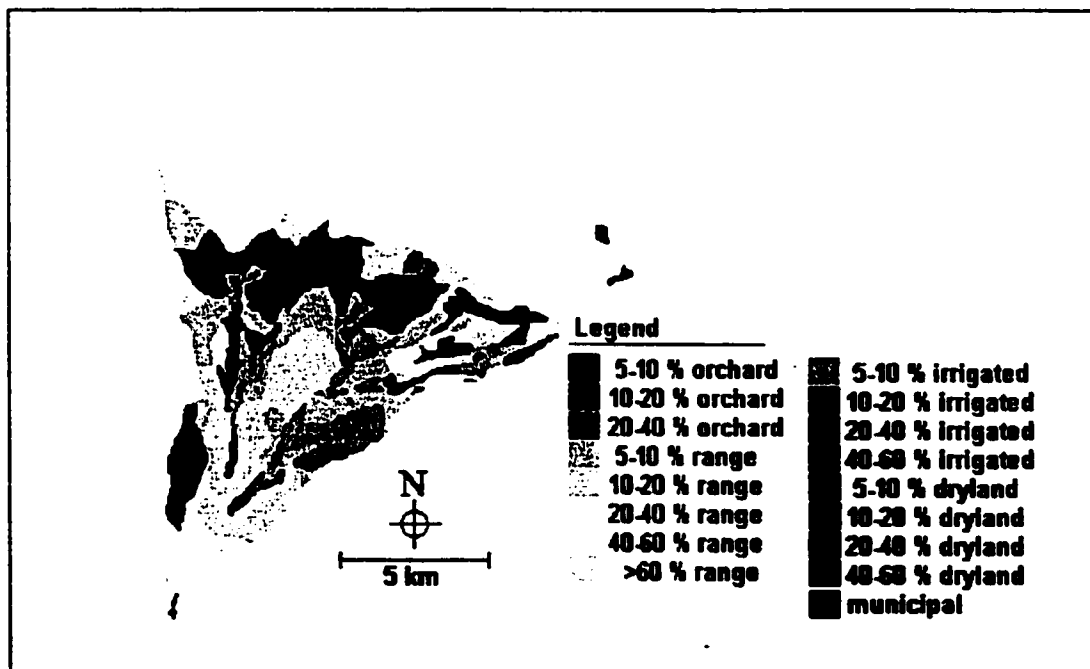 Legend
5-10 % orchard
10-20 % orchard
20-40 % orchard
5-10 % range
10-20 % range
20-40 % range
40-60 % range
>60 % range
5-10 % irrigated
10-20 % irrigated
20-40 % irrigated
40-60 % irrigated
5-10 % dryland
10-20 % dryland
20-40 % dryland
40-60 % dryland
municipal
N
5 km